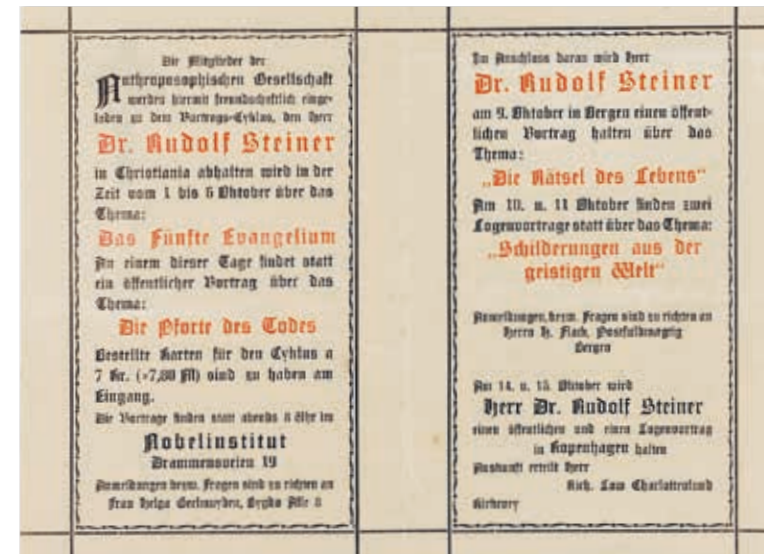 Die Mitglieder der
Anthroposophischen Gesellschaft
werden hiermit freundschaftlich einge-
laden zu dem Vortrags-Cyklus, den Herr
Dr. Rudolf Steiner
in Christiania abhalten wird in der
Zeit vom 1 bis 6 Oktober über das
Thema:
Das Fünfte Evangelium
An einem dieser Tage findet statt
ein öffentlicher Vortrag über das
Thema:
Die Pforte des Todes
Bestellte Karten für den Cyklus a
7 Kr. (=7,80 M) sind zu haben am
Eingang.
Die Vortrage finden statt abends 8 Uhr im
Nobelinstitut
Drammensveien 19
Anmeldungen bezw. Fragen sind zu richten an
Frau Helga Geelmuyden, Bygdø Alle
Im Anschluss daran wird Herr
Dr. Rudolf Steiner
am 9. Oktober in Bergen einen öffent-
lichen Vortrag halten über das
Thema:
„Die Rätsel des Lebens"
Am 10. u. 11 Oktober finden zwei
Logenvortrage statt über das Thema:
„Schilderungen aus der
geistigen Welt"
Anmeldungen, bezw. Fragen sind zu richten an
Herrn H.
Bergen
Am 14. u. 15. Oktober wird
Herr Dr. Rudolf Steiner
einen öffentlichen und einen Logenvortrag
in Kopenhagen halten
Auskunft erteilt Herr
Charlottenlund